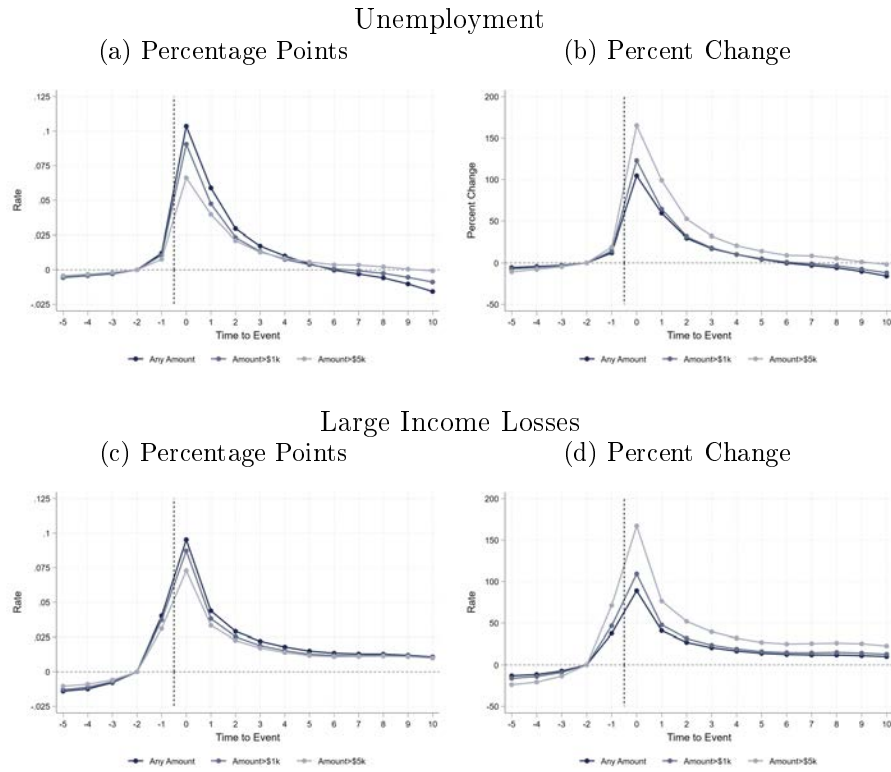 Unemployment
(a) Percentage Points
(b) Percent Change
.125
.1
.075
.05
.025
0
-.025
Rate
-5 -4 -3 -2 -1 0 1 2 3 4 5 6 7 8 9 10
Time to Event
Any Amount Amount>$1k Amount>$5k
200
150
100
50
0
-50
Percent Change
-5 -4 -3 -2 -1 0 1 2 3 4 5 6 7 8 9 10
Time to Event
Any Amount Amount>$1k Amount>$5k
Large Income Losses
(c) Percentage Points
(d) Percent Change
.125
.1
.075
.05
.025
0
-.025
Rate
-5 -4 -3 -2 -1 0 1 2 3 4 5 6 7 8 9 10
Time to Event
Any Amount Amount>$1k Amount>$5k
200
150
100
50
0
-50
Rate
-5 -4 -3 -2 -1 0 1 2 3 4 5 6 7 8 9 10
Time to Event
Any Amount Amount>$1k Amount>$5k